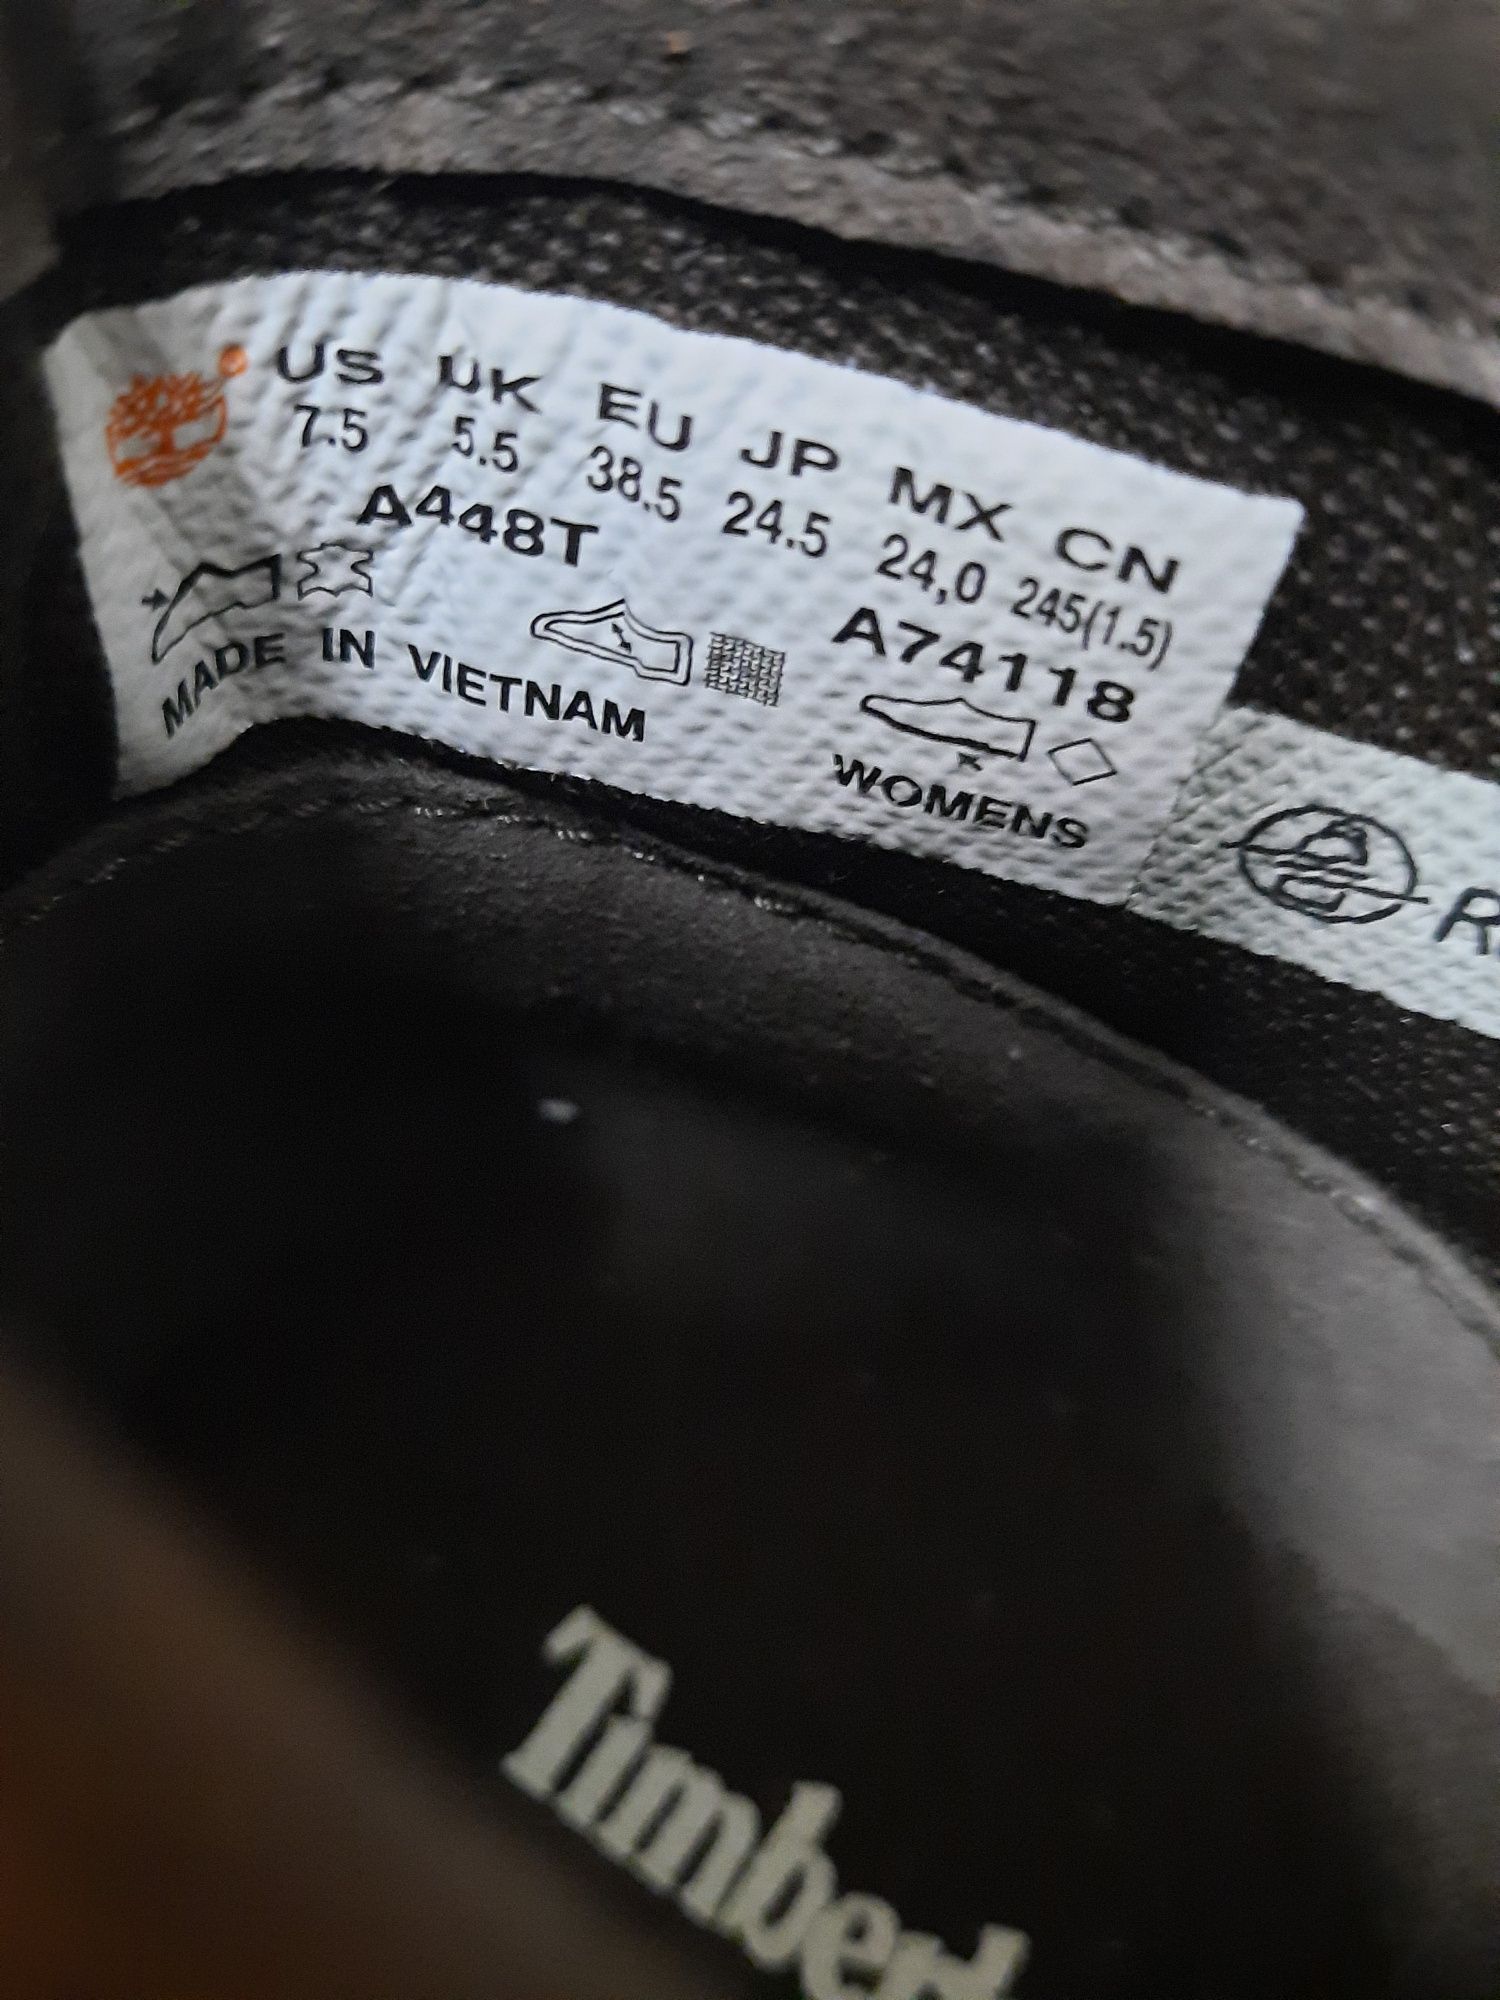 US UK EU JP MX CN
7.5 5.5 38.5 24.5 24,0 245(1.5)
A448T A74118
MADE IN VIETNAM WOMENS
R
Timberl